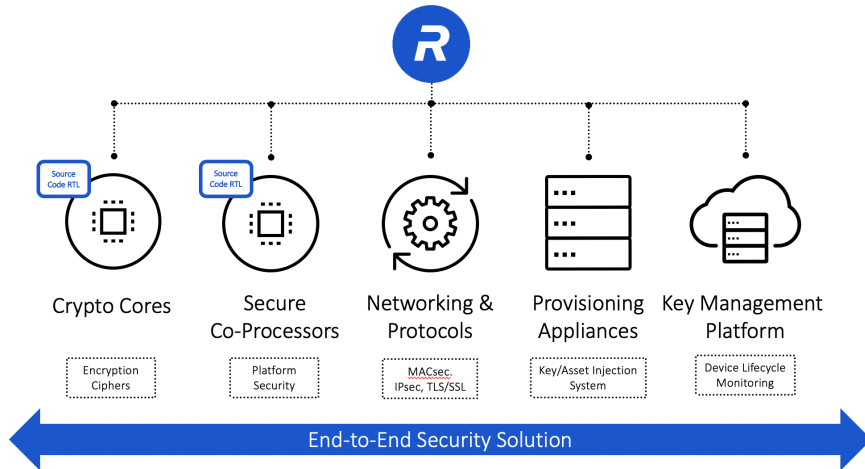 R
Source
Code RTL
Source
Code RTL
Crypto Cores
Secure
Co-Processors
Networking &
Protocols
Provisioning
Appliances
Key Management
Platform
Encryption
Ciphers
Platform
Security
MACsec.
IPsec, TLS/SSL
Key/Asset Injection
System
Device Lifecycle
Monitoring
End-to-End Security Solution